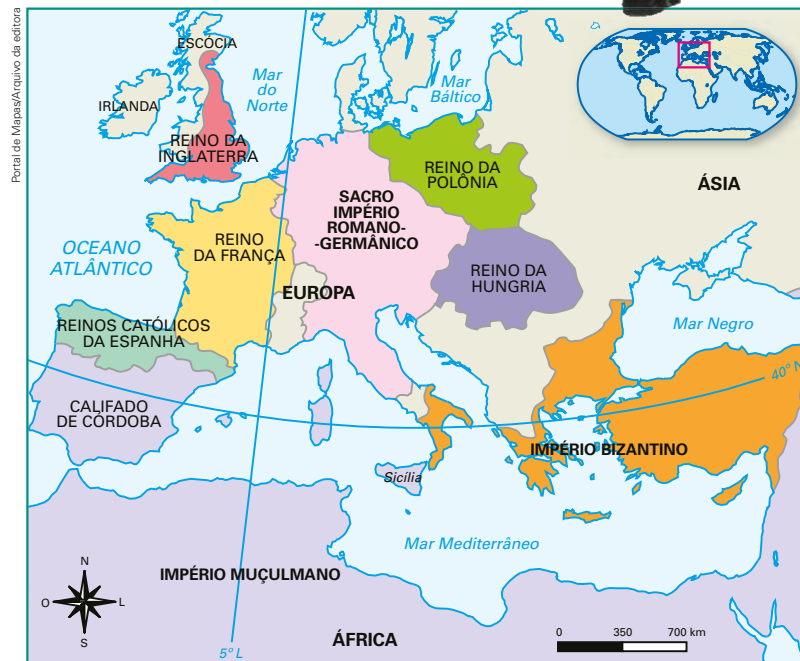 Portal de Mapas/Arquivo da editora
ESCÓCIA
Mar
do
Norte
Mar
Báltico
IRLANDA
REINO DA
INGLATERRA
REINO DA
POLÔNIA
ÁSIA
SACRO
IMPÉRIO
ROMANO-
-GERMÂNICO
OCEANO
ATLÂNTICO
REINO
DA FRANÇA
EUROPA
REINO DA
HUNGRIA
REINOS CATÓLICOS
DA ESPANHA
Mar Negro
40º N
CALIFADO
DE CÓRDOBA
IMPÉRIO BIZANTINO
Sicília
Mar Mediterrâneo
IMPÉRIO MUÇULMANO
N
O
L
S
ÁFRICA
5º L
0 350 700 km